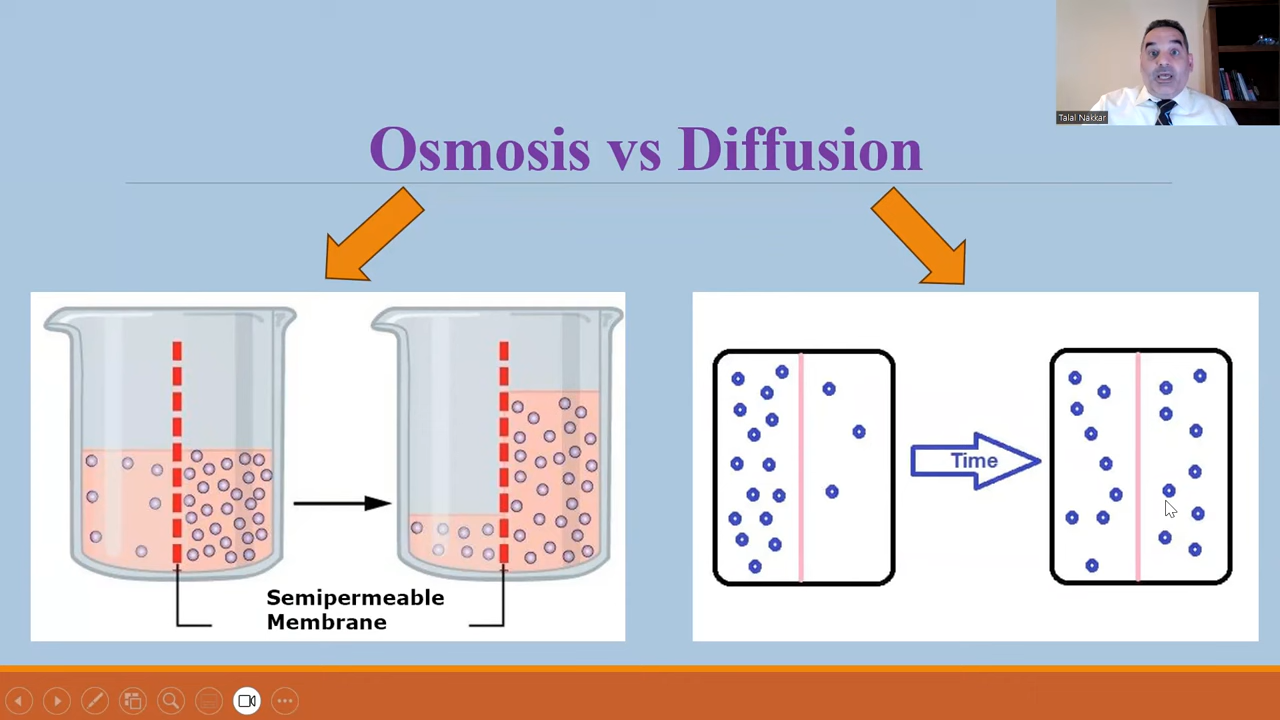 Talal Nakkar
Osmosis vs Diffusion
Semipermeable
Membrane
Time